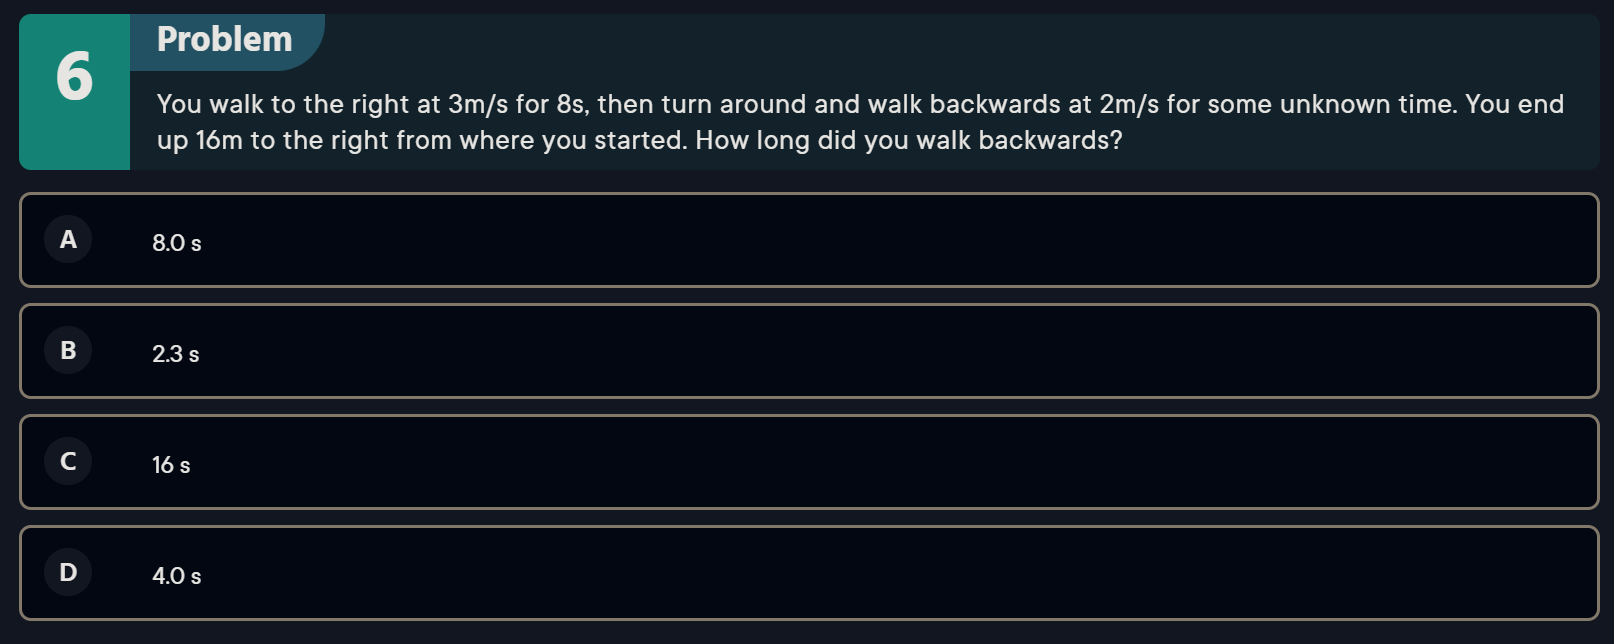 6
Problem
You walk to the right at 3m/s for 8s, then turn around and walk backwards at 2m/s for some unknown time. You end
up 16m to the right from where you started. How long did you walk backwards?
A
8.0 s
B
2.3 s
C
16 s
D
4.0 s